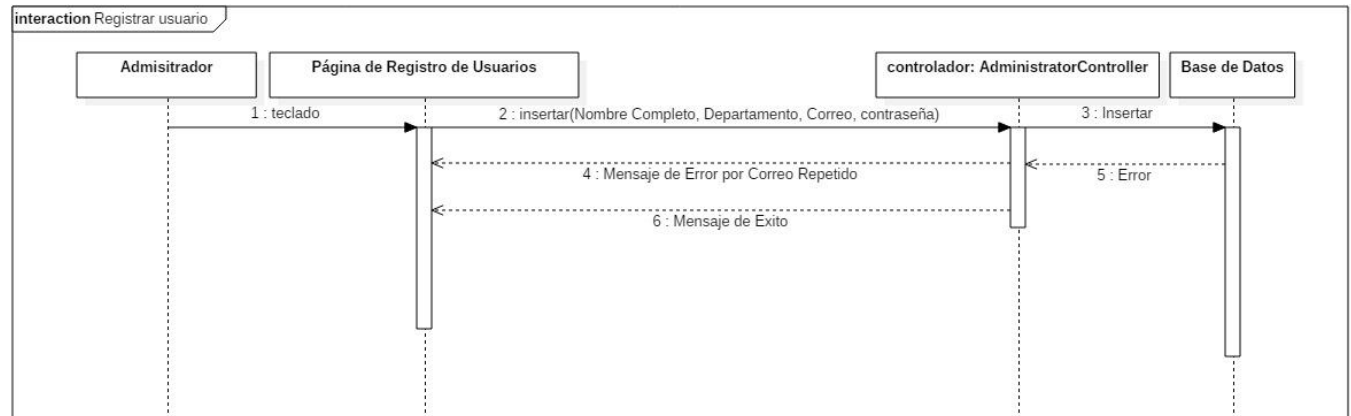 interaction Registrar usuario
Admisitrador
Página de Registro de Usuarios
controlador: AdministratorController
Base de Datos
1 : teclado
2 : insertar(Nombre Completo, Departamento, Correo, contraseña)
3 : Insertar
4 : Mensaje de Error por Correo Repetido
5 : Error
6 : Mensaje de Exito